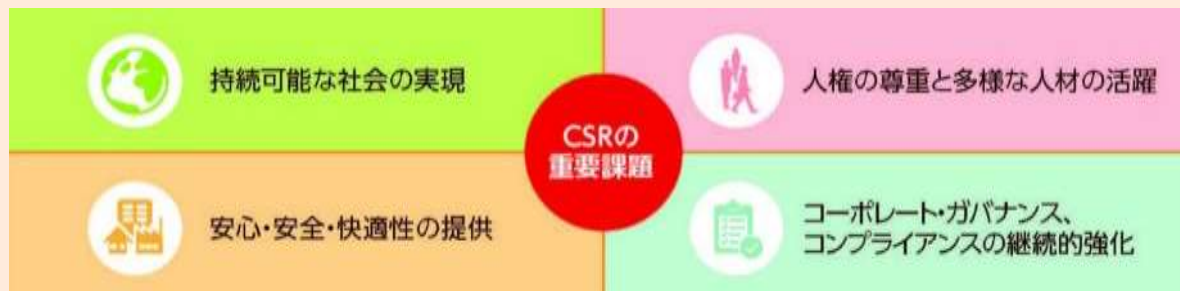 持続可能な社会の実現
人権の尊重と多様な人材の活躍
CSRの
重要課題
安心・安全・快適性の提供
コーポレート・ガバナンス、
コンプライアンスの継続的強化